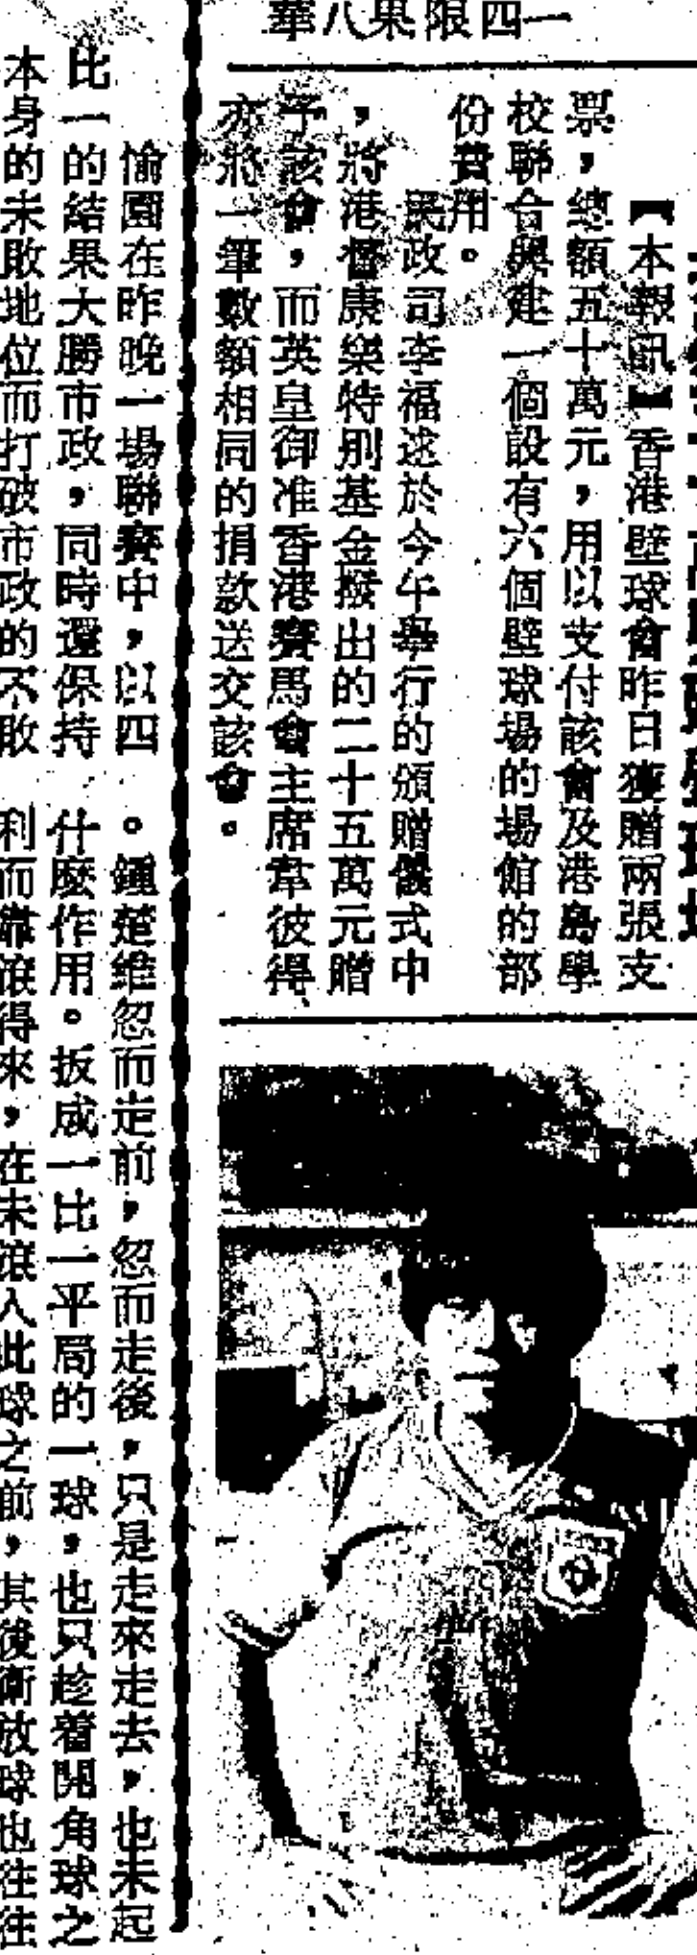 一四限果八華
【本報訊】香港壁球會昨日獲贈兩張支
票，總額五十萬元，用以支付該會及港島學
校聯合興建一個設有六個壁球場的場館的部
份費用。
民政司李福逑於今午舉行的頒贈儀式中
，將港督康樂特別基金撥出的二十五萬元贈
予該會，而英皇御准香港賽馬會主席韋彼得
亦將一筆數額相同的捐款送交該會。
愉園在昨晚一場聯賽中，以四
比一的結果大勝市政，同時還保持
本身的未敗地位而打破市政的不敗
。鍾楚維忽而走前，忽而走後，只是走來走去，也未起
什麼作用。扳成一比一平局的一球，也只趁着開角球之
利而靠滾得來，在未滾入此球之前，其後衛放球也往往